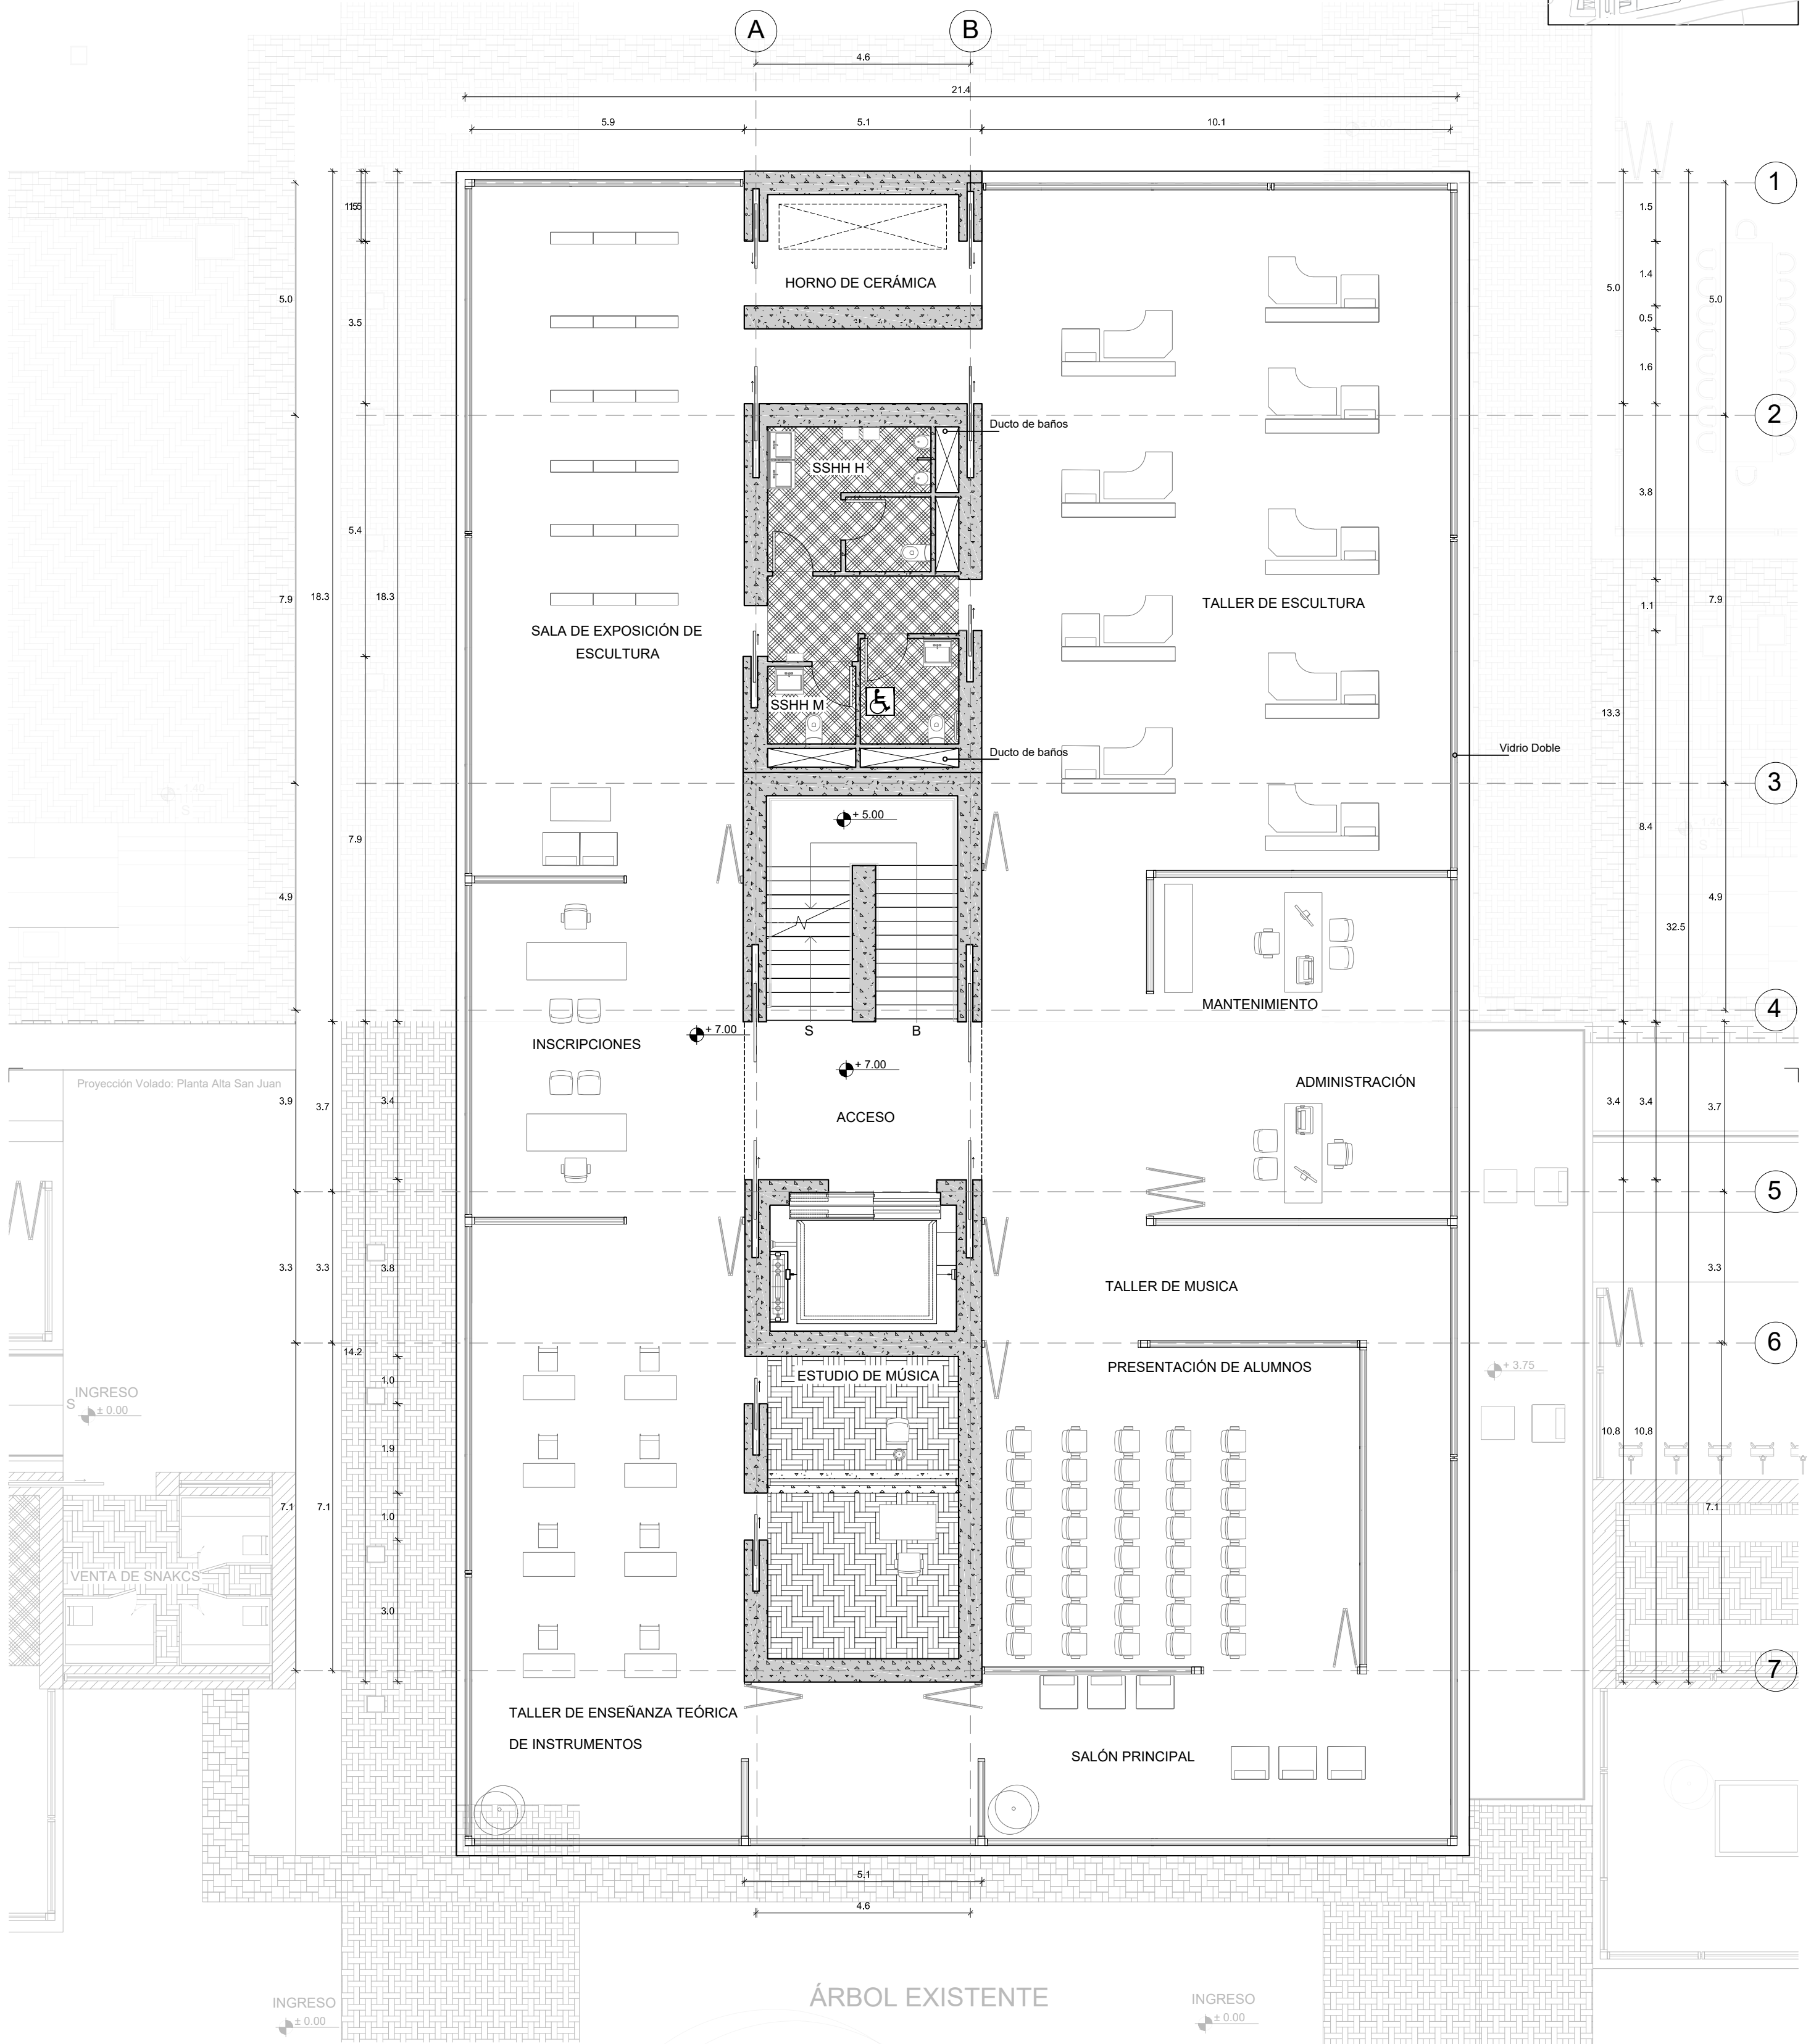 A
B
4.6
21.4
5.9
5.1
10.1
1
1.5
1.5
5.0
HORNO DE CERÁMICA
1.4
5.0
5.0
3.5
0.5
1.6
2
Ducto de baños
SSHH H
3.8
5.4
7.9
18.3
18.3
TALLER DE ESCULTURA
1.1
7.9
SALA DE EXPOSICIÓN DE
ESCULTURA
SSHH M
13.3
Ducto de baños
Vidrio Doble
3
+ 5.00
7.9
8.4
4.9
4.9
32.5
MANTENIMIENTO
4
S
B
+ 7.00
INSCRIPCIONES
+ 7.00
Proyección Volado: Planta Alta San Juan
ADMINISTRACIÓN
3.9
3.7
3.4
3.4
3.4
3.7
ACCESO
5
3.3
3.3
3.8
3.3
TALLER DE MUSICA
6
14.2
PRESENTACIÓN DE ALUMNOS
+ 3.75
ESTUDIO DE MÚSICA
1.0
INGRESO
S
± 0.00
10.8
10.8
1.9
7.1
7.1
7.1
1.0
VENTA DE SNAKCS
3.0
7
TALLER DE ENSEÑANZA TEÓRICA
DE INSTRUMENTOS
SALÓN PRINCIPAL
5.1
4.6
ÁRBOL EXISTENTE
INGRESO
± 0.00
INGRESO
± 0.00